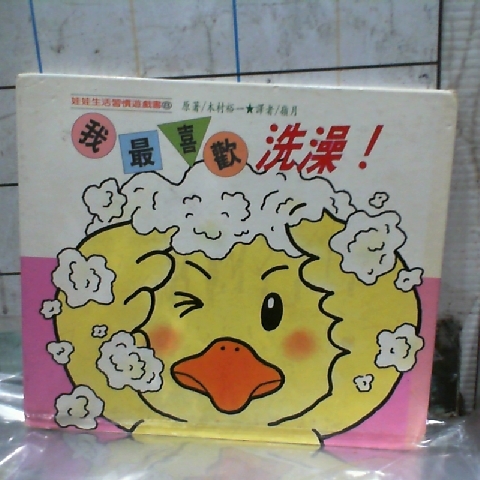 娃娃生活習慣遊戲書
原著/木村裕一★譯者/嶺月
我最喜歡洗澡！